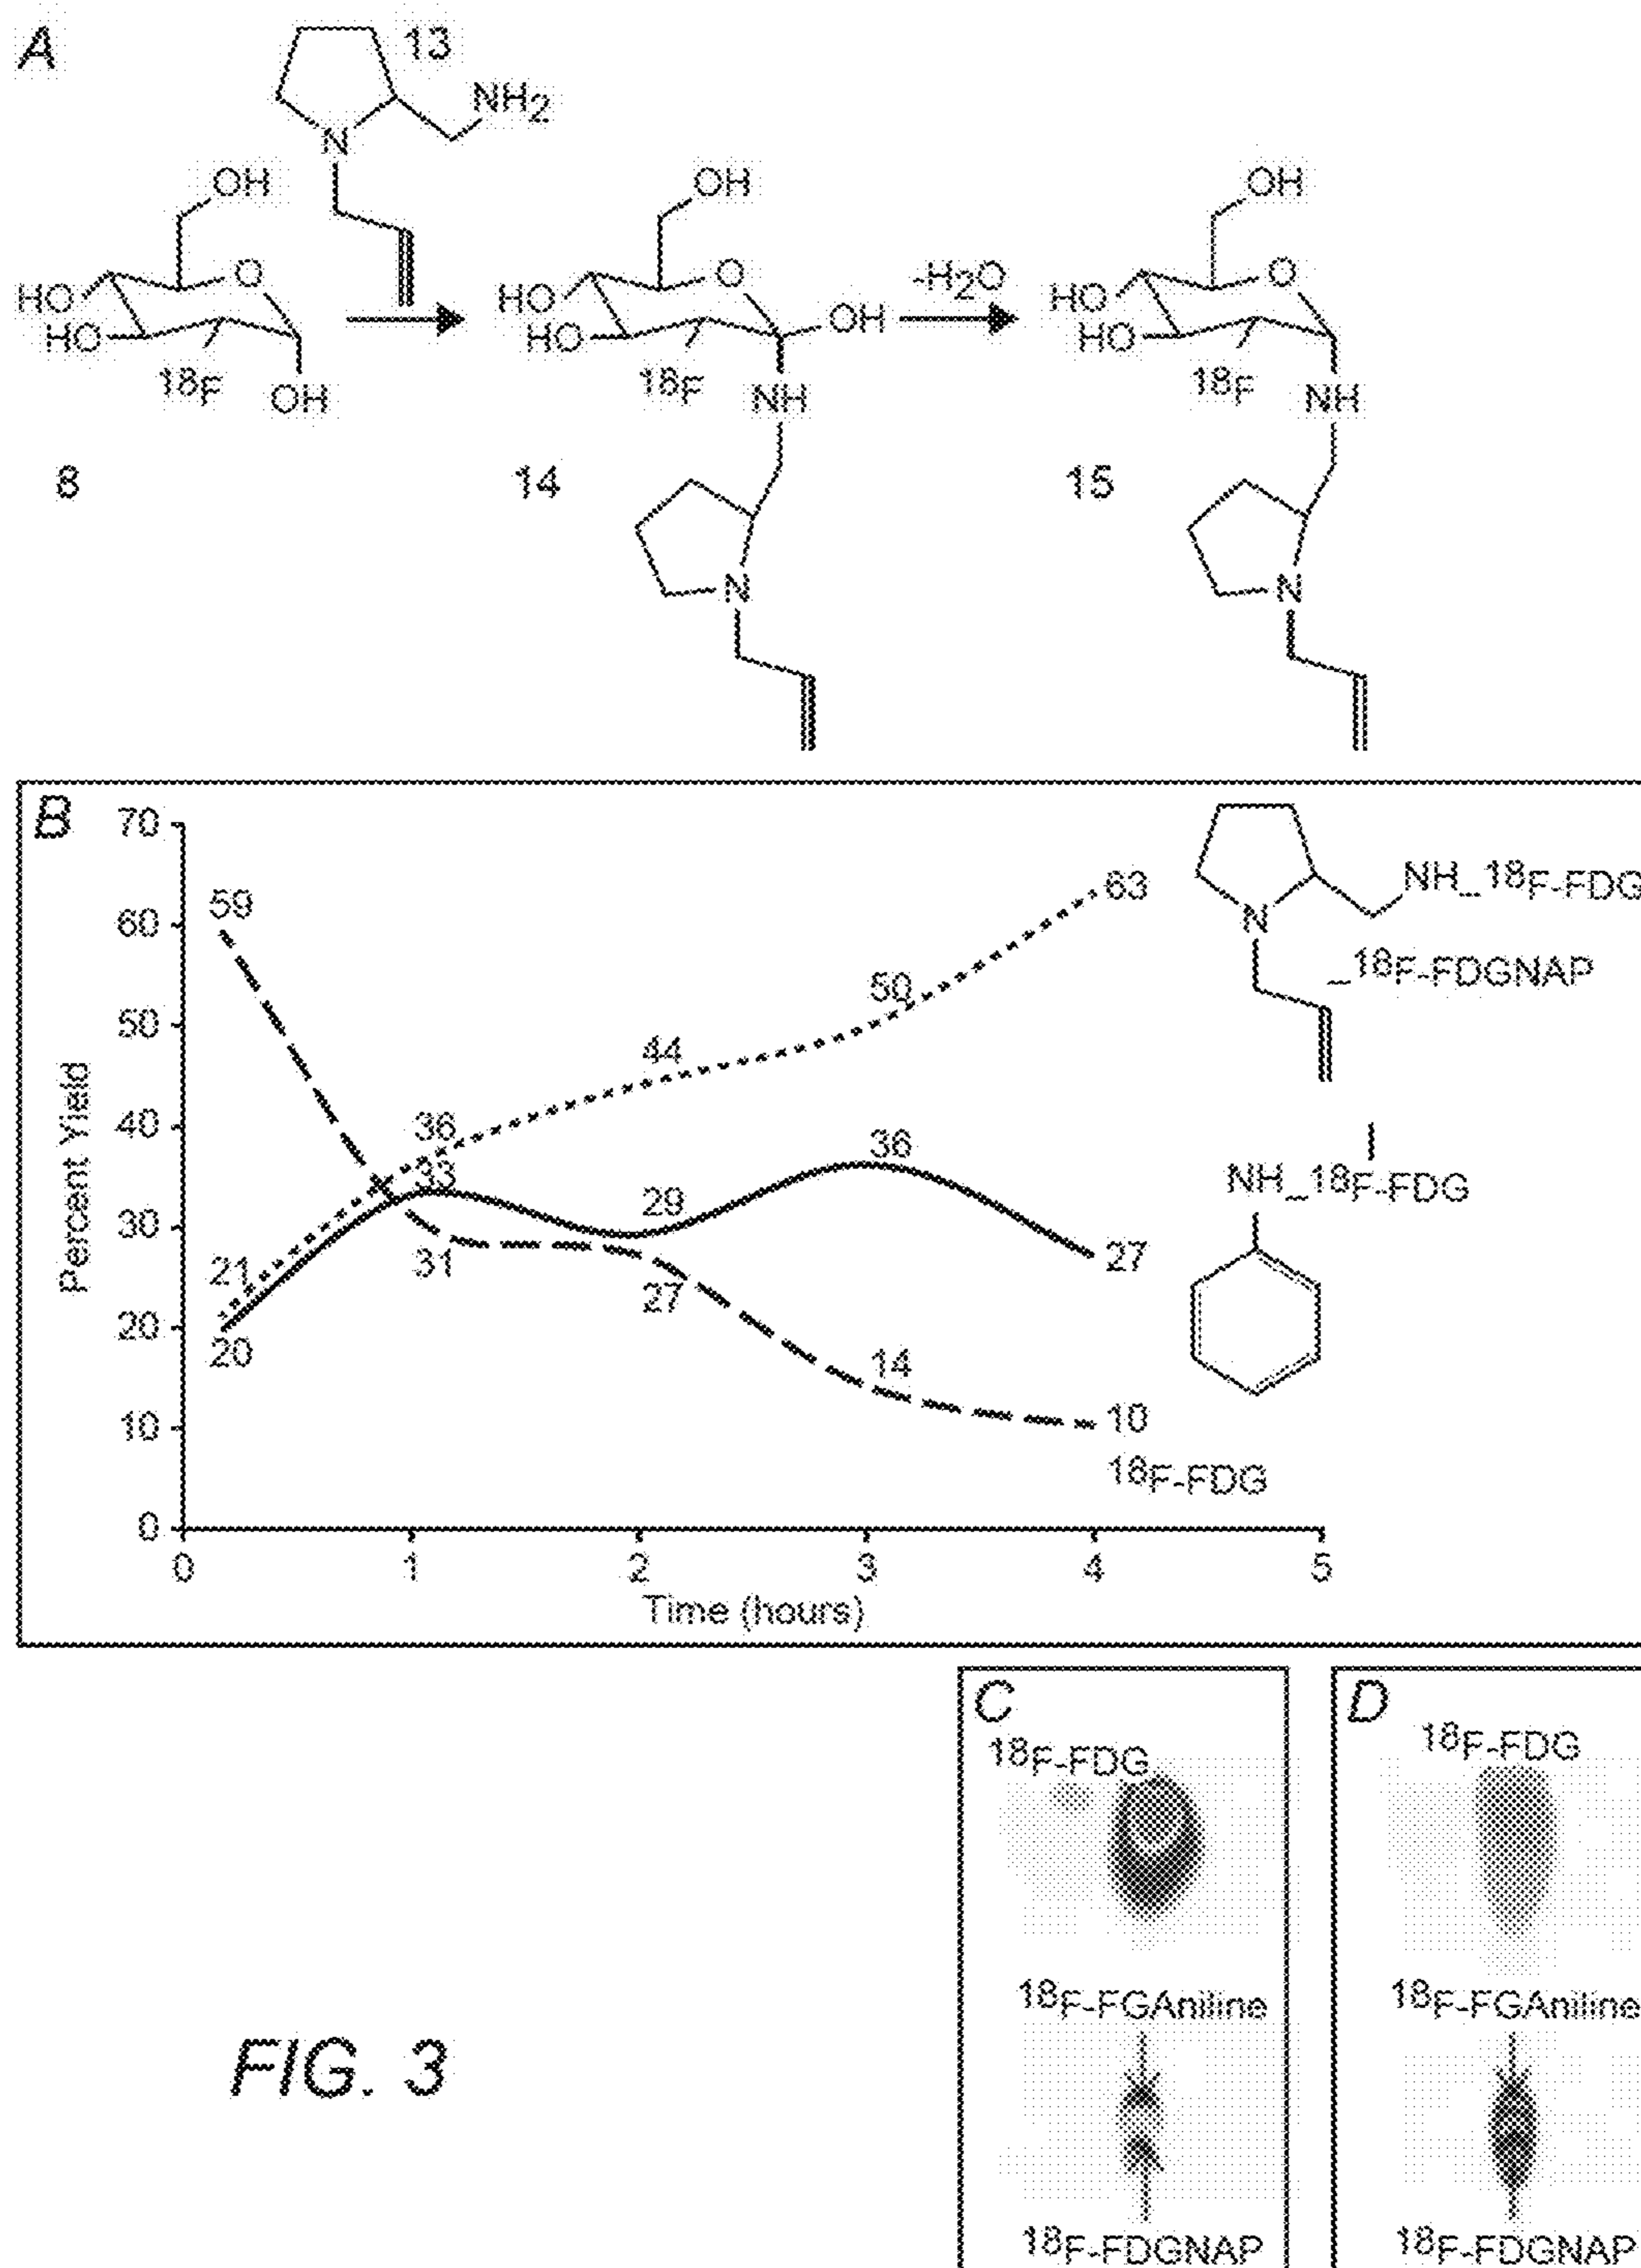 A
13
NH2
N
OH
O
HO
HO
18F
OH
8
OH
O
HO
HO
OH
18F
NH
14
N
-H2O
OH
O
HO
HO
18F
NH
15
N
B
70
60
50
40
30
20
10
0
Percent Yield
0 1 2 3 4 5
Time (hours)
59
31
27
14
10
18F-FDG
21
36
44
50
63
20
33
29
36
27
NH_18F-FDG
N
_18F-FDGNAP
NH_18F-FDG
C
18F-FDG
18F-FGAniline
18F-FDGNAP
D
18F-FDG
18F-FGAniline
18F-FDGNAP
FIG. 3